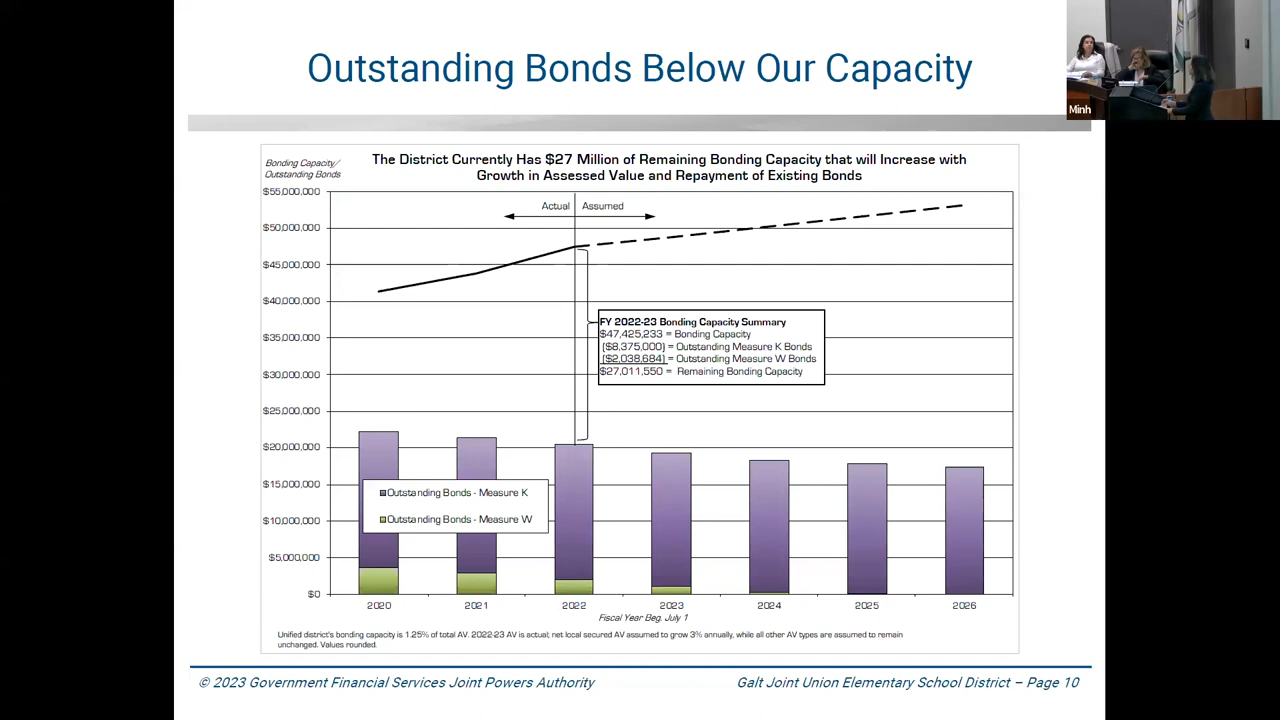 Outstanding Bonds Below Our Capacity
Minh
Bonding Capacity/
Outstanding Bonds
The District Currently Has $27 Million of Remaining Bonding Capacity that will Increase with
Growth in Assessed Value and Repayment of Existing Bonds
$55,000,000
Actual
Assumed
$50,000,000
$45,000,000
$40,000,000
$35,000,000
FY 2022-23 Bonding Capacity Summary
$47,425,233 = Bonding Capacity
($8,375,000) = Outstanding Measure K Bonds
($2,038,684) = Outstanding Measure W Bonds
$27,011,550 = Remaining Bonding Capacity
$30,000,000
$25,000,000
$20,000,000
$15,000,000
Outstanding Bonds - Measure K
Outstanding Bonds - Measure W
$10,000,000
$5,000,000
$0
2020
2021
2022
2023
2024
2025
2026
Fiscal Year Beg. July 1
Unified district's bonding capacity is 1.25% of total AV. 2022-23 AV is actual; net local secured AV assumed to grow 3% annually, while all other AV types are assumed to remain
unchanged. Values rounded.
© 2023 Government Financial Services Joint Powers Authority
Galt Joint Union Elementary School District – Page 10